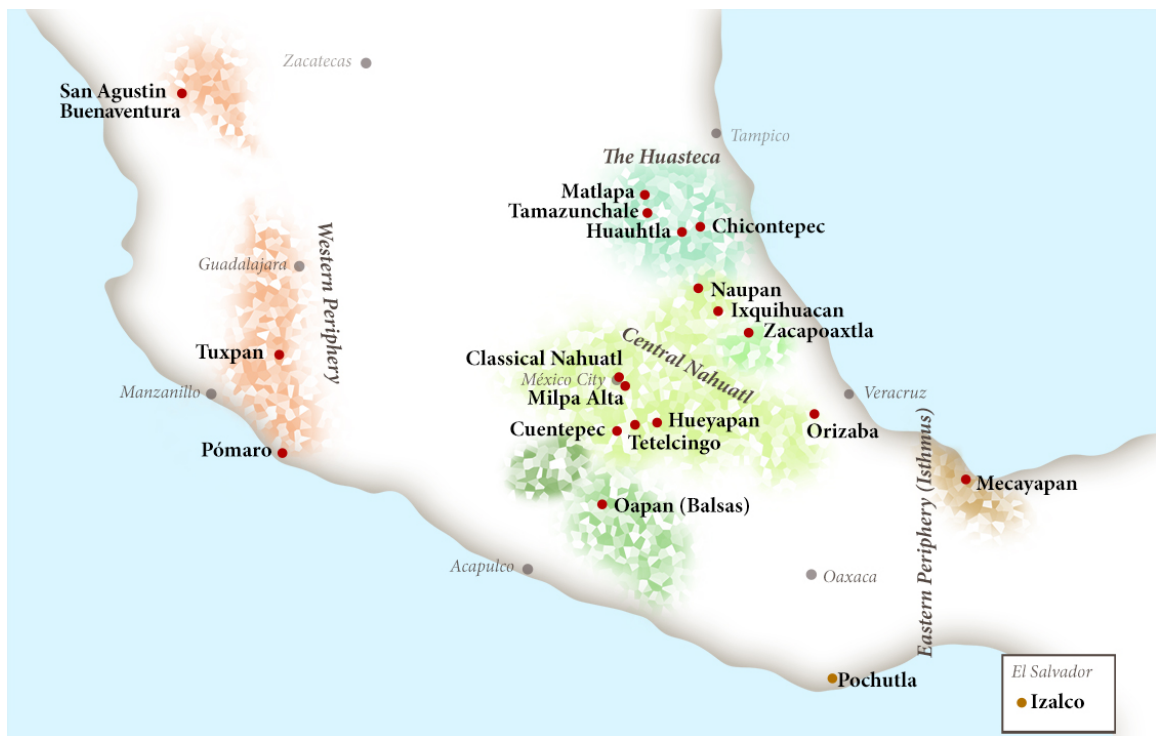 Zacatecas
San Agustin
Buenaventura
Tampico
The Huasteca
Matlapa
Tamazunchale
Huauhtla
Chicontepec
Western Periphery
Guadalajara
Naupan
Ixquihuacan
Zacapoaxtla
Central Nahuatl
Tuxpan
Classical Nahuatl
México City
Milpa Alta
Manzanillo
Veracruz
Cuentepec
Hueyapan
Tetelcingo
Orizaba
Pómaro
Eastern Periphery (Isthmus)
Mecayapan
Oapan (Balsas)
Acapulco
Oaxaca
Pochutla
El Salvador
Izalco